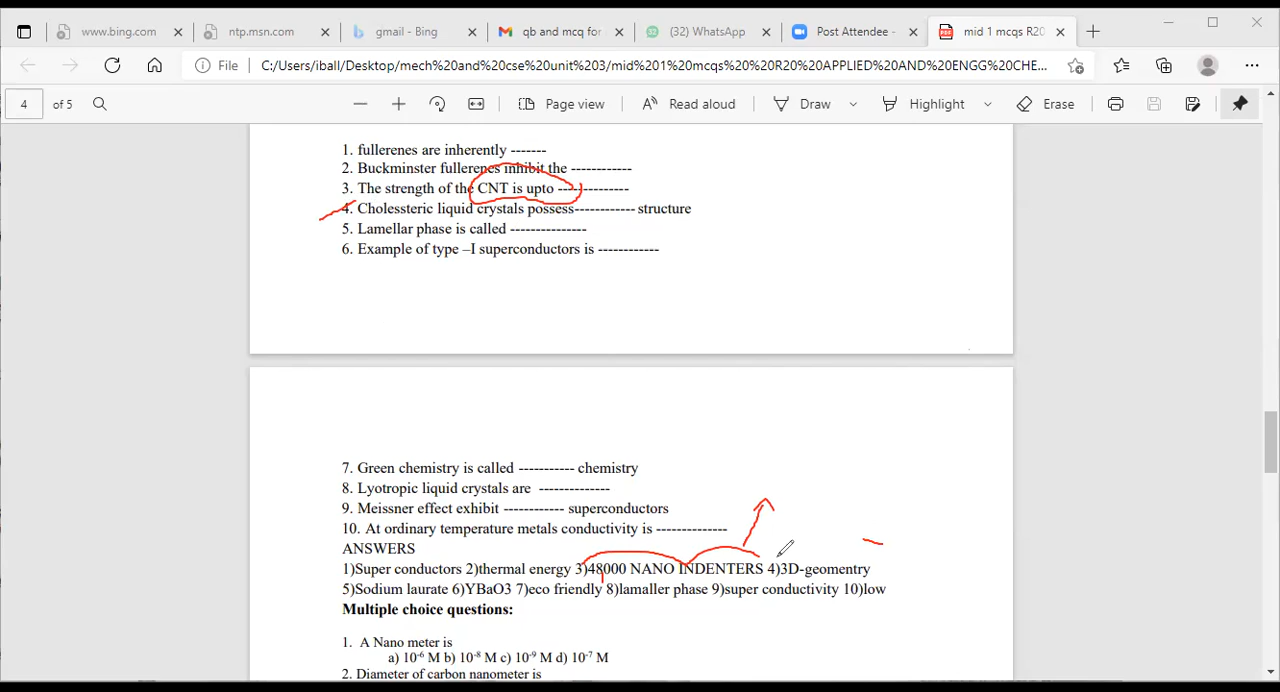 www.bing.com
ntp.msn.com
gmail - Bing
qb and mcq for
(32) WhatsApp
Post Attendee -
mid 1 mcqs R20
File
C:/Users/iball/Desktop/mech%20and%20cse%20unit%203/mid%201%20mcqs%20%20R20%20APPLIED%20AND%20ENGG%20CHE...
4 of 5
Page view
Read aloud
Draw
Highlight
Erase
1. fullerenes are inherently -------
2. Buckminster fullerenes inhibit the ------------
3. The strength of the CNT is upto --------------
4. Cholessteric liquid crystals possess------------ structure
5. Lamellar phase is called ---------------
6. Example of type –I superconductors is ------------
7. Green chemistry is called ----------- chemistry
8. Lyotropic liquid crystals are --------------
9. Meissner effect exhibit ------------ superconductors
10. At ordinary temperature metals conductivity is --------------
ANSWERS
1)Super conductors 2)thermal energy 3)48000 NANO INDENTERS 4)3D-geomentry
5)Sodium laurate 6)YBaO3 7)eco friendly 8)lamaller phase 9)super conductivity 10)low
Multiple choice questions:
1. A Nano meter is
a) 10-6 M b) 10-8 M c) 10-9 M d) 10-7 M
2. Diameter of carbon nanometer is